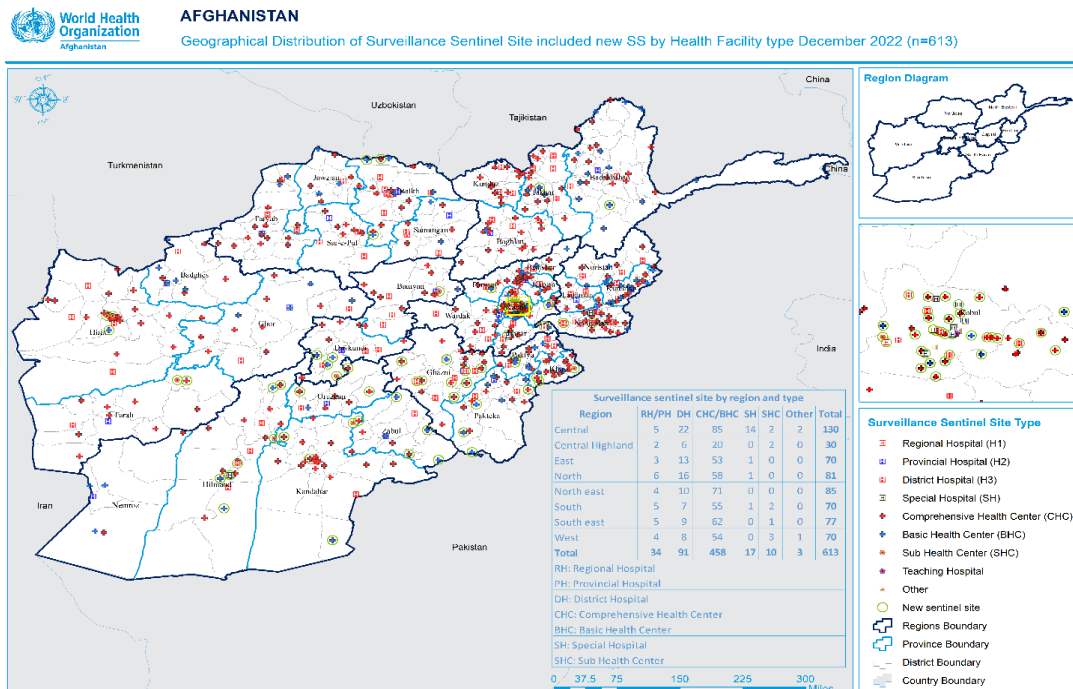 World Health
Organization
Afghanistan
AFGHANISTAN
Geographical Distribution of Surveillance Sentinel Site included new SS by Health Facility type December 2022 (n=613)
China
Uzbekistan
Tajikistan
Turkmenistan
China
Jawzjan
Balkh
Kunduz
Takhar
Badakhshan
Faryab
Sar-e-Pul
Samangan
Baghlan
Badghis
Bamyan
Nuristan
Hirat
Ghor
Wardak
Daykundi
Ghazni
India
Uruzgan
Farah
Paktika
Zabul
Hilmand
Kandahar
Nemroz
Iran
Pakistan
Surveillance sentinel site by region and type
Region RH/PH DH CHC/BHC SH SHC Other Total
Central 5 22 85 14 2 2 130
Central Highland 2 6 20 0 2 0 30
East 3 13 53 1 0 0 70
North 6 16 58 1 0 0 81
North east 4 10 71 0 0 0 85
South 5 7 55 1 2 0 70
South east 5 9 62 0 1 0 77
West 4 8 54 0 3 1 70
Total 34 91 458 17 10 3 613
RH: Regional Hospital
PH: Provincial Hospital
DH: District Hospital
CHC: Comprehensive Health Center
BHC: Basic Health Center
SH: Special Hospital
SHC: Sub Health Center
0 37.5 75 150 225 300
Miles
Region Diagram
Kabul
Surveillance Sentinel Site Type
Regional Hospital (H1)
Provincial Hospital (H2)
District Hospital (H3)
Special Hospital (SH)
Comprehensive Health Center (CHC)
Basic Health Center (BHC)
Sub Health Center (SHC)
Teaching Hospital
Other
New sentinel site
Regions Boundary
Province Boundary
District Boundary
Country Boundary